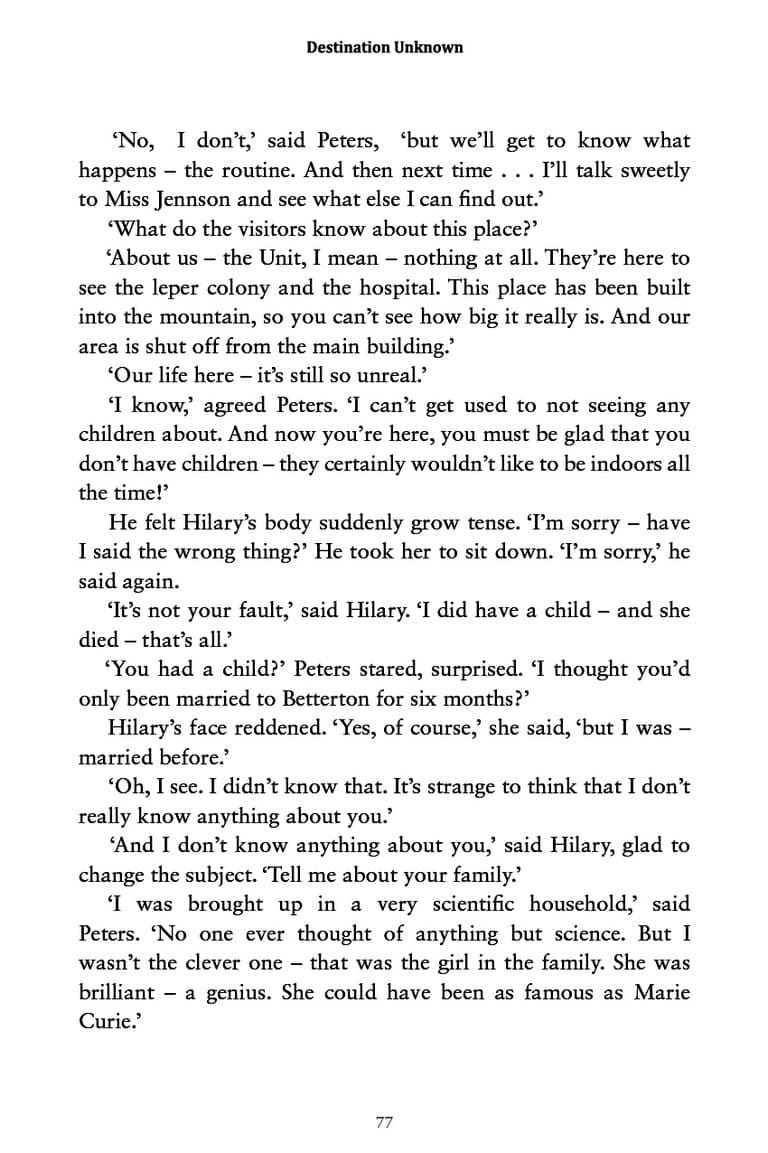 Destination Unknown
‘No, I don’t,’ said Peters, ‘but we’ll get to know what
happens – the routine. And then next time . . . I’ll talk sweetly
to Miss Jennson and see what else I can find out.’
‘What do the visitors know about this place?’
‘About us – the Unit, I mean – nothing at all. They’re here to
see the leper colony and the hospital. This place has been built
into the mountain, so you can’t see how big it really is. And our
area is shut off from the main building.’
‘Our life here – it’s still so unreal.’
‘I know,’ agreed Peters. ‘I can’t get used to not seeing any
children about. And now you’re here, you must be glad that you
don’t have children – they certainly wouldn’t like to be indoors all
the time!’
He felt Hilary’s body suddenly grow tense. ‘I’m sorry – have
I said the wrong thing?’ He took her to sit down. ‘I’m sorry,’ he
said again.
‘It’s not your fault,’ said Hilary. ‘I did have a child – and she
died – that’s all.’
‘You had a child?’ Peters stared, surprised. ‘I thought you’d
only been married to Betterton for six months?’
Hilary’s face reddened. ‘Yes, of course,’ she said, ‘but I was –
married before.’
‘Oh, I see. I didn’t know that. It’s strange to think that I don’t
really know anything about you.’
‘And I don’t know anything about you,’ said Hilary, glad to
change the subject. ‘Tell me about your family.’
‘I was brought up in a very scientific household,’ said
Peters. ‘No one ever thought of anything but science. But I
wasn’t the clever one – that was the girl in the family. She was
brilliant – a genius. She could have been as famous as Marie
Curie.’
77